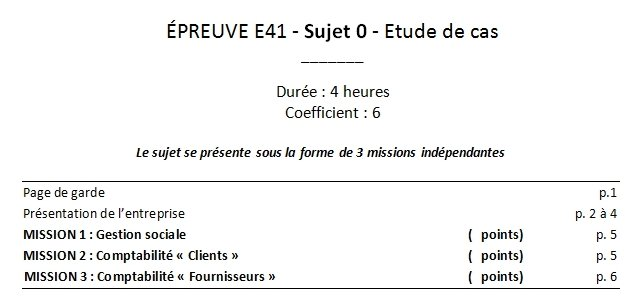 ÉPREUVE E41 - Sujet 0 - Etude de cas
_______
Durée : 4 heures
Coefficient : 6
Le sujet se présente sous la forme de 3 missions indépendantes
Page de garde p.1
Présentation de l'entreprise p. 2 à 4
MISSION 1 : Gestion sociale ( points) p. 5
MISSION 2 : Comptabilité « Clients » ( points) p. 5
MISSION 3 : Comptabilité « Fournisseurs » ( points) p. 6